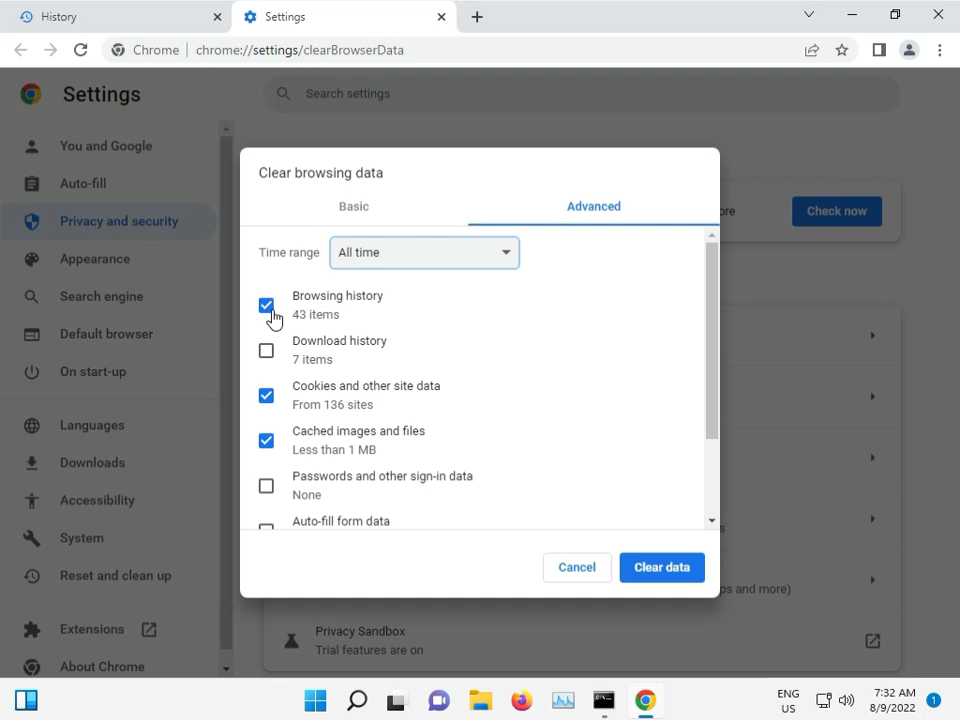 History
Settings
Chrome
chrome://settings/clearBrowserData
Settings
Search settings
You and Google
Auto-fill
Privacy and security
Appearance
Search engine
Default browser
On start-up
Languages
Downloads
Accessibility
System
Reset and clean up
Extensions
About Chrome
Clear browsing data
Basic
Advanced
Time range
All time
Browsing history
43 items
Download history
7 items
Cookies and other site data
From 136 sites
Cached images and files
Less than 1 MB
Passwords and other sign-in data
None
Auto-fill form data
Cancel
Clear data
Check now
ps and more)
Privacy Sandbox
Trial features are on
ENG
US
7:32 AM
8/9/2022
1